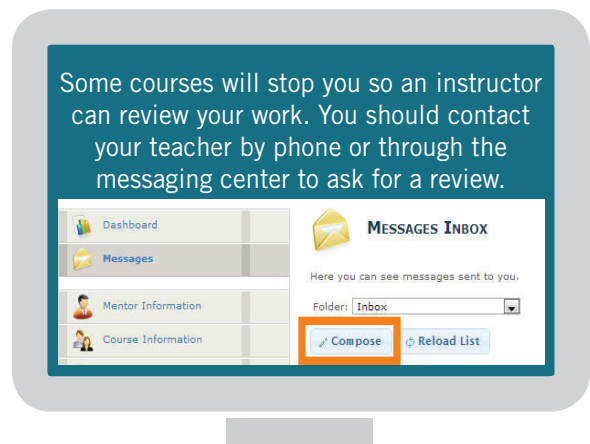 Some courses will stop you so an instructor
can review your work. You should contact
your teacher by phone or through the
messaging center to ask for a review.
Dashboard
Messages
Mentor Information
Course Information
MESSAGES INBOX
Here you can see messages sent to you.
Folder: Inbox
Compose Reload List